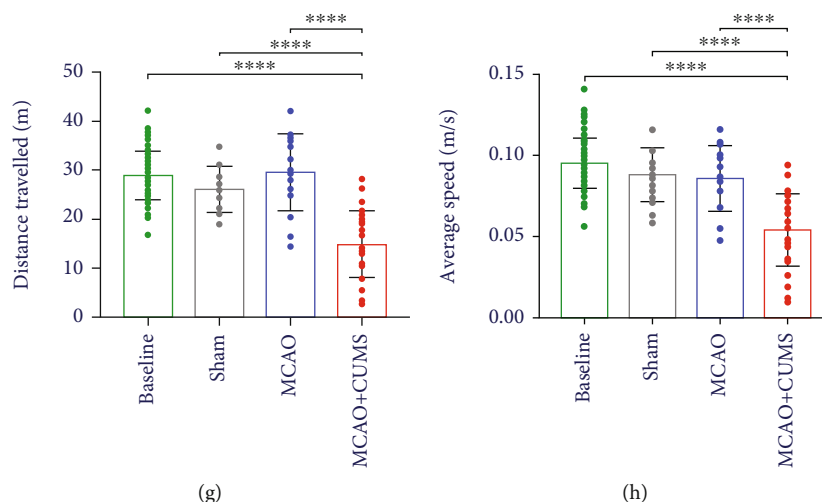 ****
****
****
50
40
30
20
10
0
Distance travelled (m)
Baseline
Sham
MCAO
MCAO+CUMS
(g)
****
****
****
0.15
0.10
0.05
0.00
Average speed (m/s)
Baseline
Sham
MCAO
MCAO+CUMS
(h)